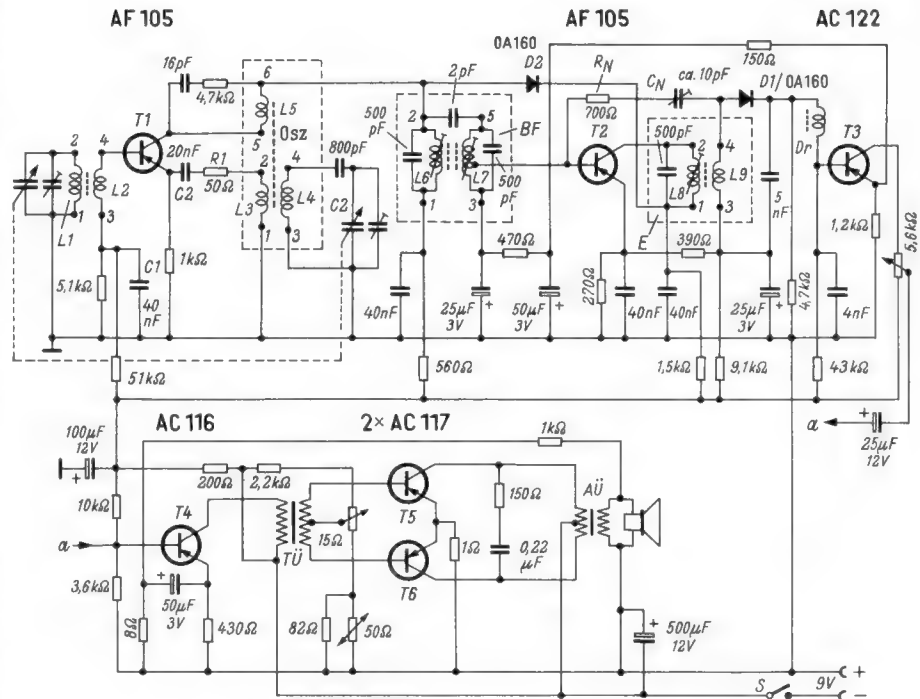 AF 105
AF 105
AC 122
0A160
16pF
4,7kΩ
6
L5
5
Osz
D2
2pF
R_N
700Ω
C_N
ca. 10pF
D1/0A160
150Ω
T1
20nF
R1
50Ω
C2
800pF
500 pF
2
5
BF
500 pF
L6
L7
T2
500pF
Dr
T3
2
4
L2
L1
1
3
2
4
L3
L4
1
3
C2
1
3
470Ω
2
4
L8
L9
1
3
E
390Ω
5 nF
1,2kΩ
5,6kΩ
5,1kΩ
C1
40 nF
1kΩ
40nF
25µF 3V
+
50µF 3V
+
270Ω
40nF
40nF
25µF 3V
+
4,7kΩ
4nF
51kΩ
560Ω
1,5kΩ
9,1kΩ
43kΩ
a
+
25µF 12V
AC 116
2× AC 117
1kΩ
100µF 12V
+
200Ω
2,2kΩ
10kΩ
T4
T5
150Ω
AÜ
a
15Ω
TÜ
1Ω
0,22 µF
T6
3,6kΩ
+
50µF 3V
8Ω
430Ω
82Ω
50Ω
+
500µF 12V
+
S
9V
−